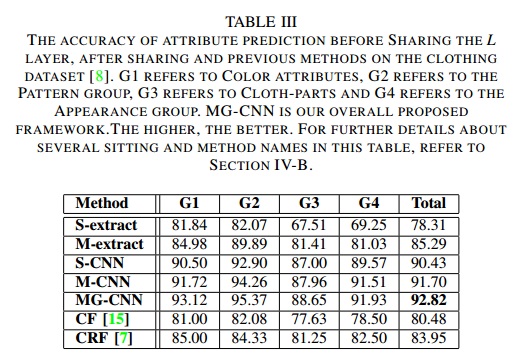 TABLE III
THE ACCURACY OF ATTRIBUTE PREDICTION BEFORE SHARING THE L
LAYER, AFTER SHARING AND PREVIOUS METHODS ON THE CLOTHING
DATASET [8]. G1 REFERS TO COLOR ATTRIBUTES, G2 REFERS TO THE
PATTERN GROUP, G3 REFERS TO CLOTH-PARTS AND G4 REFERS TO THE
APPEARANCE GROUP. MG-CNN IS OUR OVERALL PROPOSED
FRAMEWORK.THE HIGHER, THE BETTER. FOR FURTHER DETAILS ABOUT
SEVERAL SITTING AND METHOD NAMES IN THIS TABLE, REFER TO
SECTION IV-B.
Method G1 G2 G3 G4 Total
S-extract 81.84 82.07 67.51 69.25 78.31
M-extract 84.98 89.89 81.41 81.03 85.29
S-CNN 90.50 92.90 87.00 89.57 90.43
M-CNN 91.72 94.26 87.96 91.51 91.70
MG-CNN 93.12 95.37 88.65 91.93 92.82
CF [15] 81.00 82.08 77.63 78.50 80.48
CRF [7] 85.00 84.33 81.25 82.50 83.95